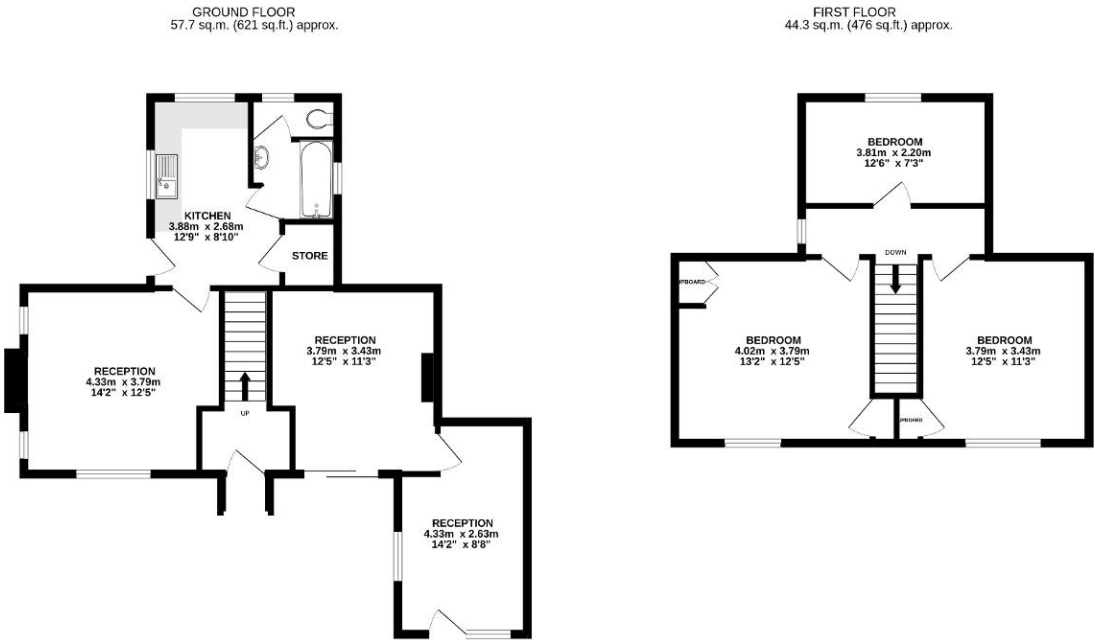 GROUND FLOOR
57.7 sq.m. (621 sq.ft.) approx.
KITCHEN
3.88m x 2.68m
12'9" x 8'10"
STORE
RECEPTION
4.33m x 3.79m
14'2" x 12'5"
UP
RECEPTION
3.79m x 3.43m
12'5" x 11'3"
RECEPTION
4.33m x 2.63m
14'2" x 8'8"
FIRST FLOOR
44.3 sq.m. (476 sq.ft.) approx.
BEDROOM
3.81m x 2.20m
12'6" x 7'3"
DOWN
IPBOARD
BEDROOM
4.02m x 3.79m
13'2" x 12'5"
BEDROOM
3.79m x 3.43m
12'5" x 11'3"
IPBOARD